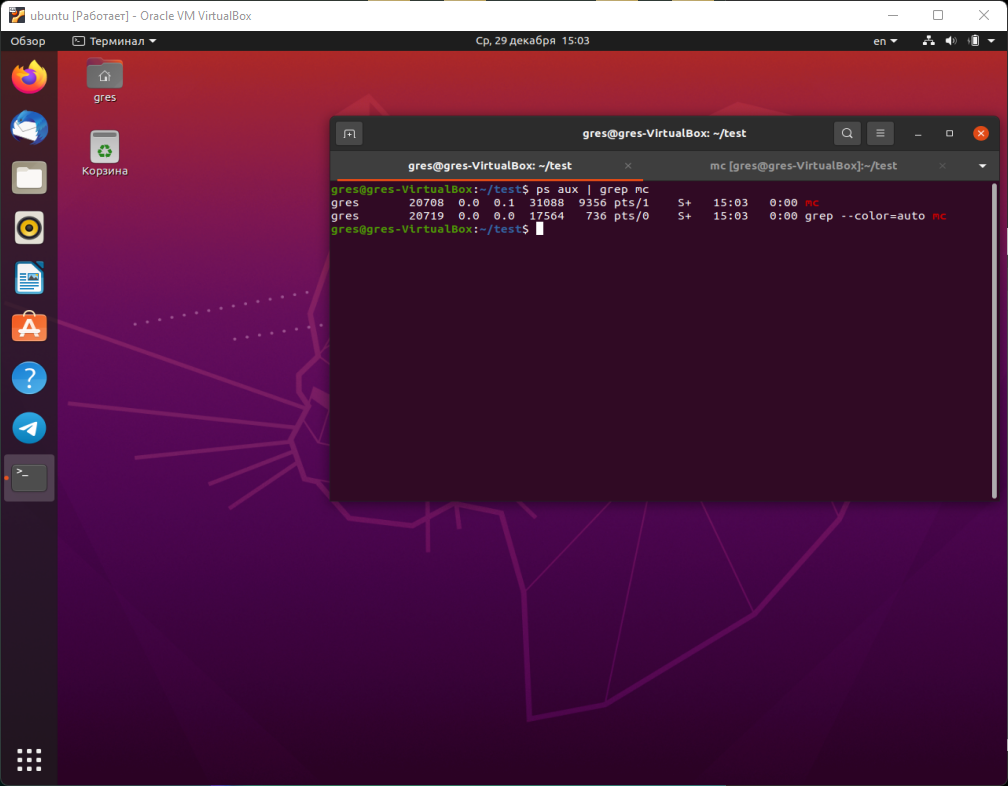 ubuntu [Работает] - Oracle VM VirtualBox
Обзор Терминал Ср, 29 декабря 15:03 en
gres
Корзина
gres@gres-VirtualBox: ~/test
gres@gres-VirtualBox: ~/test mc [gres@gres-VirtualBox]:~/test
gres@gres-VirtualBox:~/test$ ps aux | grep mc
gres 20708 0.0 0.1 31088 9356 pts/1 S+ 15:03 0:00 mc
gres 20719 0.0 0.0 17564 736 pts/0 S+ 15:03 0:00 grep --color=auto mc
gres@gres-VirtualBox:~/test$